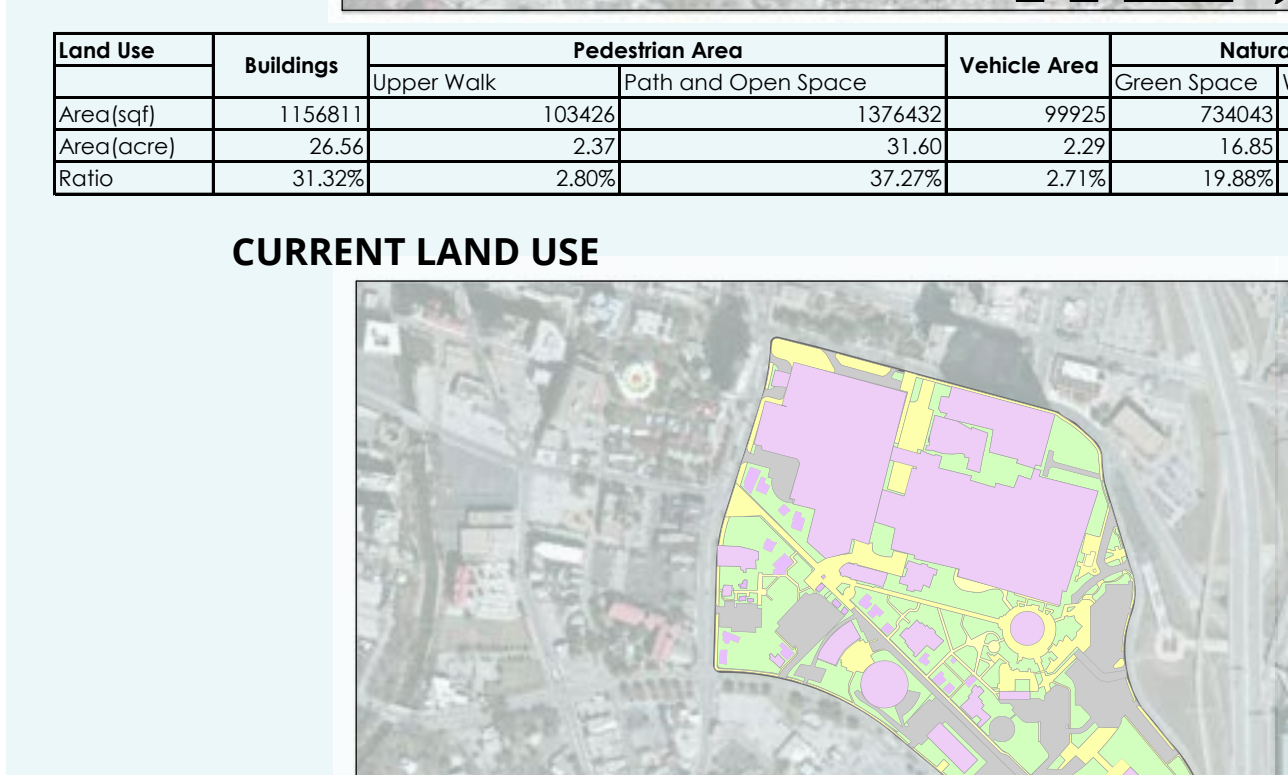 Land Use Buildings Pedestrian Area Vehicle Area
Upper Walk Path and Open Space Green Space
Area(sqf) 1156811 103426 1376432 99925 734043
Area(acre) 26.56 2.37 31.60 2.29 16.85
Ratio 31.32% 2.80% 37.27% 2.71% 19.88%
CURRENT LAND USE